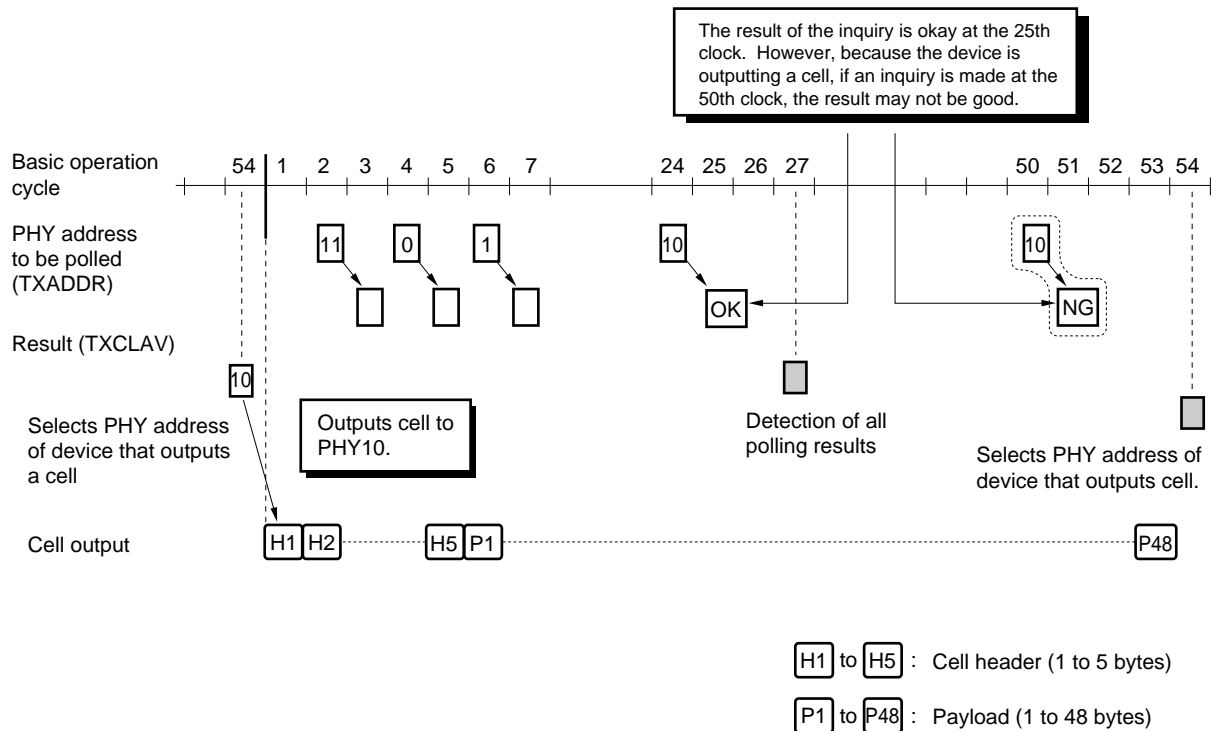 The result of the inquiry is okay at the 25th
clock. However, because the device is
outputting a cell, if an inquiry is made at the
50th clock, the result may not be good.
Basic operation
cycle
54 1 2 3 4 5 6 7 24 25 26 27 50 51 52 53 54
PHY address
to be polled
(TXADDR)
11 0 1 10 10
OK NG
Result (TXCLAV)
10
Selects PHY address
of device that outputs
a cell
Outputs cell to
PHY10.
Detection of all
polling results
Selects PHY address of
device that outputs cell.
Cell output
H1 H2 H5 P1 P48
H1 to H5 : Cell header (1 to 5 bytes)
P1 to P48 : Payload (1 to 48 bytes)